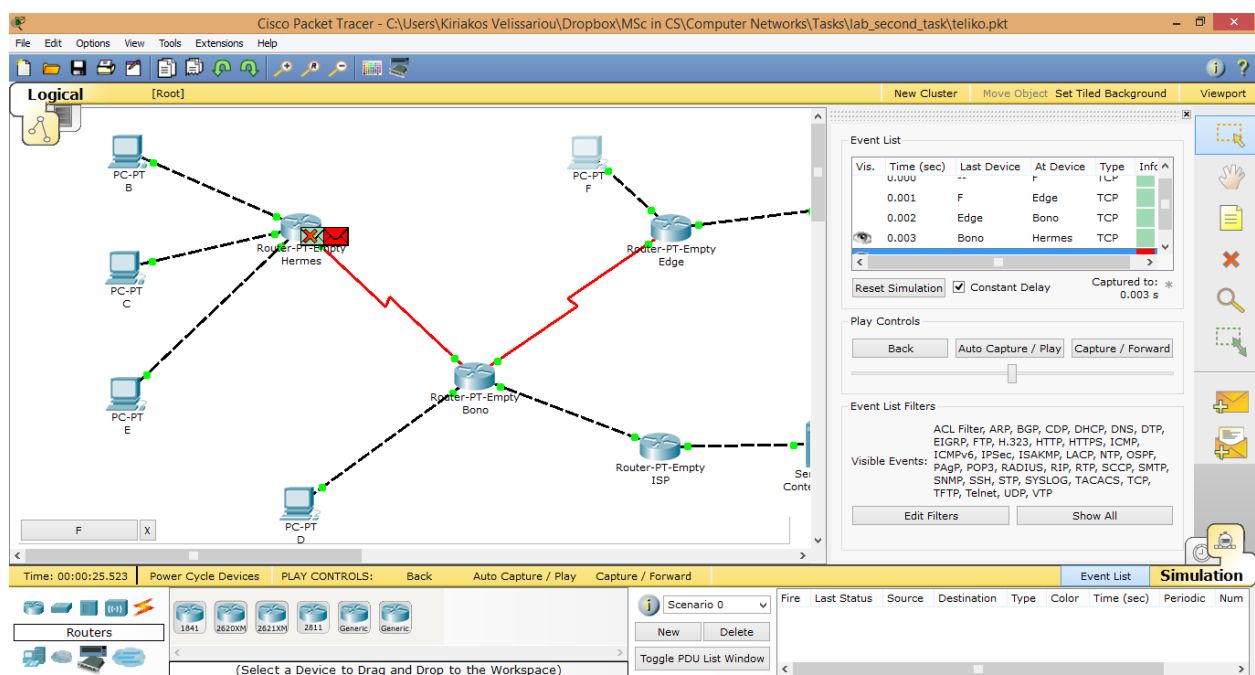 Cisco Packet Tracer - C:\Users\Kiriakos Velissariou\Dropbox\MSc in CS\Computer Networks\Tasks\lab_second_task\teliko.pkt
File Edit Options View Tools Extensions Help
Logical [Root] New Cluster Move Object Set Tiled Background Viewport
PC-PT
B
PC-PT
C
PC-PT
E
Router-PT-Empty
Hermes
PC-PT
F
Router-PT-Empty
Edge
Router-PT-Empty
Bono
Router-PT-Empty
ISP
PC-PT
D
Ser
Conte
F X
Event List
Vis. Time (sec) Last Device At Device Type Info
0.000 -- F TCP
0.001 F Edge TCP
0.002 Edge Bono TCP
0.003 Bono Hermes TCP
Reset Simulation Constant Delay Captured to: *
0.003 s
Play Controls
Back Auto Capture / Play Capture / Forward
Event List Filters
Visible Events:
ACL Filter, ARP, BGP, CDP, DHCP, DNS, DTP,
EIGRP, FTP, H.323, HTTP, HTTPS, ICMP,
ICMPv6, IPSec, ISAKMP, LACP, NTP, OSPF,
PAgP, POP3, RADIUS, RIP, RTP, SCCP, SMTP,
SNMP, SSH, STP, SYSLOG, TACACS, TCP,
TFTP, Telnet, UDP, VTP
Edit Filters Show All
Time: 00:00:25.523 Power Cycle Devices PLAY CONTROLS: Back Auto Capture / Play Capture / Forward Event List Simulation
Routers
1841 2620XM 2621XM 2811 Generic Generic
(Select a Device to Drag and Drop to the Workspace)
Scenario 0
New Delete
Toggle PDU List Window
Fire Last Status Source Destination Type Color Time (sec) Periodic Num